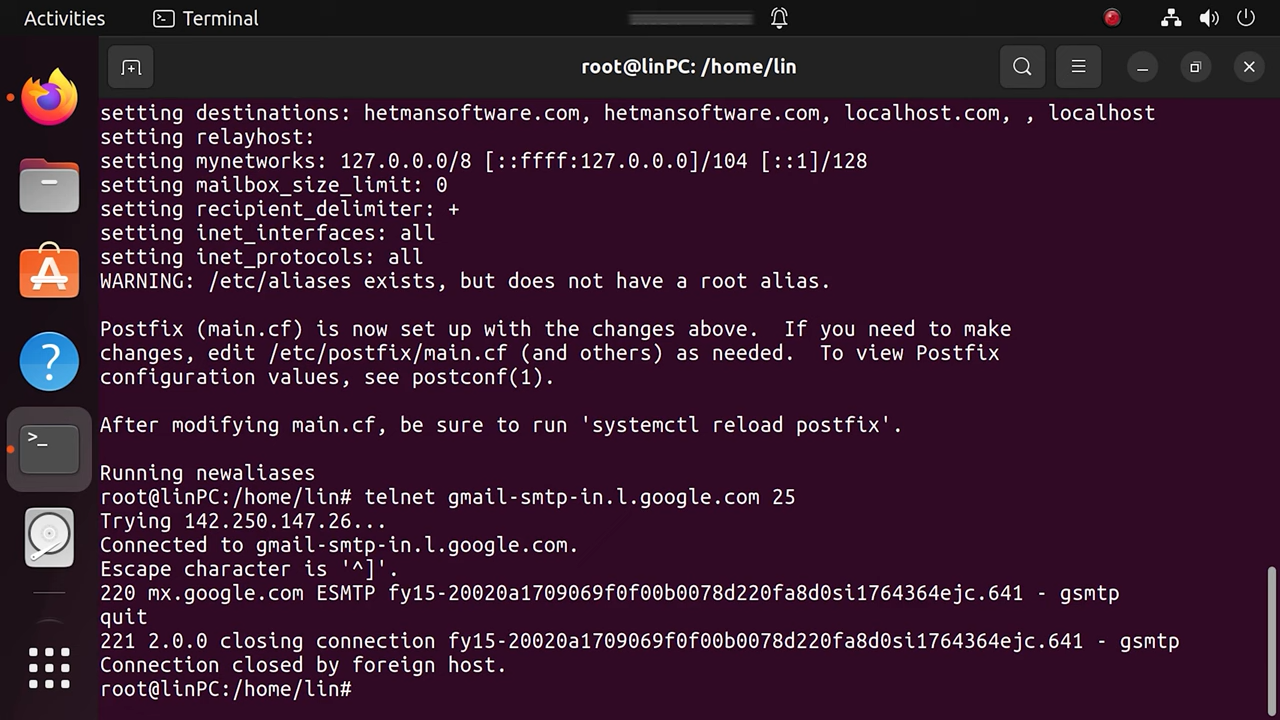 Activities
Terminal
root@linPC: /home/lin
setting destinations: hetmansoftware.com, hetmansoftware.com, localhost.com, , localhost
setting relayhost:
setting mynetworks: 127.0.0.0/8 [::ffff:127.0.0.0]/104 [::1]/128
setting mailbox_size_limit: 0
setting recipient_delimiter: +
setting inet_interfaces: all
setting inet_protocols: all
WARNING: /etc/aliases exists, but does not have a root alias.

Postfix (main.cf) is now set up with the changes above.  If you need to make
changes, edit /etc/postfix/main.cf (and others) as needed.  To view Postfix
configuration values, see postconf(1).

After modifying main.cf, be sure to run 'systemctl reload postfix'.

Running newaliases
root@linPC:/home/lin# telnet gmail-smtp-in.l.google.com 25
Trying 142.250.147.26...
Connected to gmail-smtp-in.l.google.com.
Escape character is '^]'.
220 mx.google.com ESMTP fy15-20020a1709069f0f00b0078d220fa8d0si1764364ejc.641 - gsmtp
quit
221 2.0.0 closing connection fy15-20020a1709069f0f00b0078d220fa8d0si1764364ejc.641 - gsmtp
Connection closed by foreign host.
root@linPC:/home/lin#